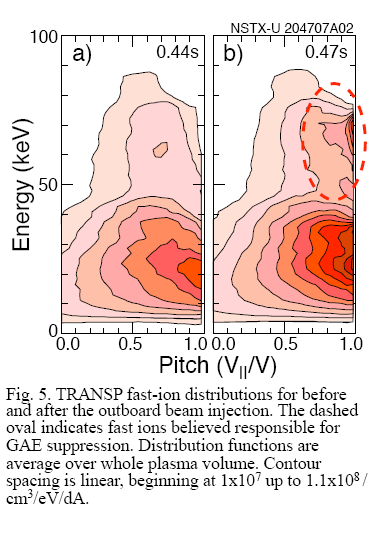 NSTX-U 204707A02
100
a) 0.44s b) 0.47s
Energy (keV)
50
0
0.0 0.5 1.0 0.0 0.5 1.0
Pitch (V||/V)
Fig. 5. TRANSP fast-ion distributions for before
and after the outboard beam injection. The dashed
oval indicates fast ions believed responsible for
GAE suppression. Distribution functions are
average over whole plasma volume. Contour
spacing is linear, beginning at 1x10⁷ up to 1.1x10⁸ /
cm³/eV/dA.